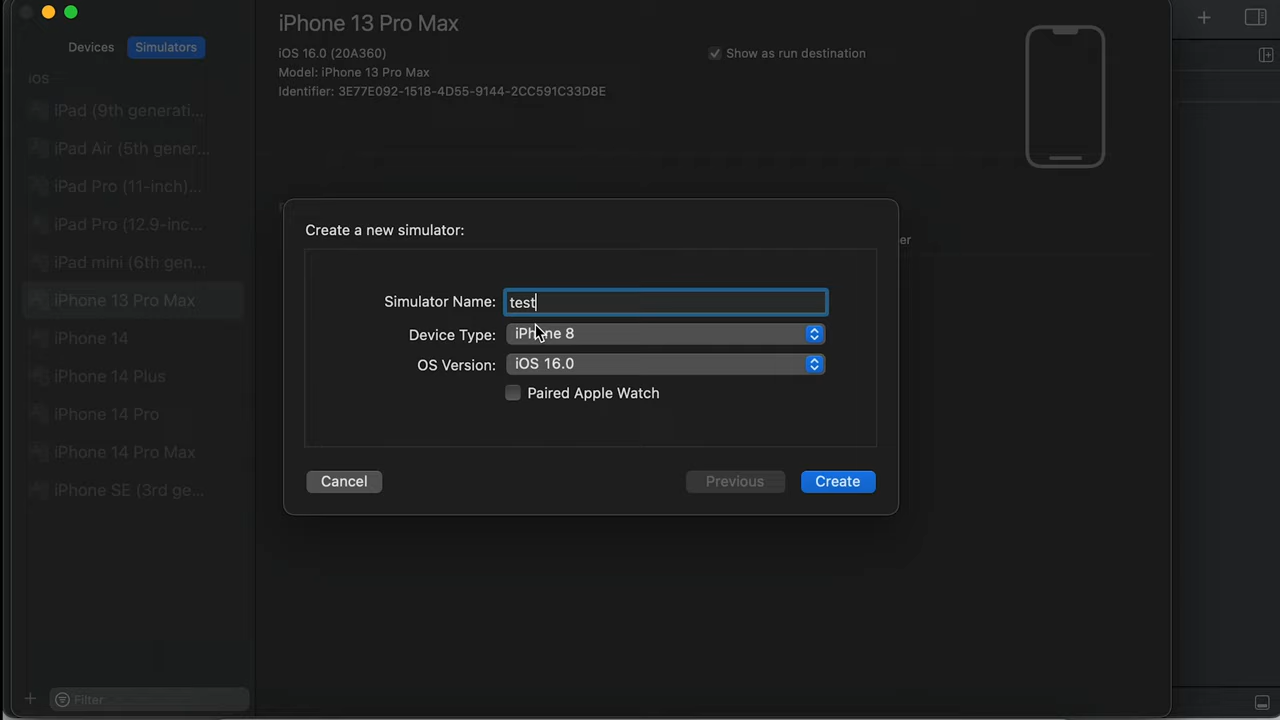 iPhone 13 Pro Max
Devices
Simulators
iOS 16.0 (20A360)
Show as run destination
Model: iPhone 13 Pro Max
Identifier: 3E77E092-1518-4D55-9144-2CC591C33D8E
iOS
iPad (9th generati...
iPad Air (5th gener...
iPad Pro (11-inch)...
iPad Pro (12.9-inc...
iPad mini (6th gen...
iPhone 13 Pro Max
iPhone 14
iPhone 14 Plus
iPhone 14 Pro
iPhone 14 Pro Max
iPhone SE (3rd ge...
Filter
Create a new simulator:
er
Simulator Name: test
Device Type: iPhone 8
OS Version: iOS 16.0
Paired Apple Watch
Cancel
Previous
Create